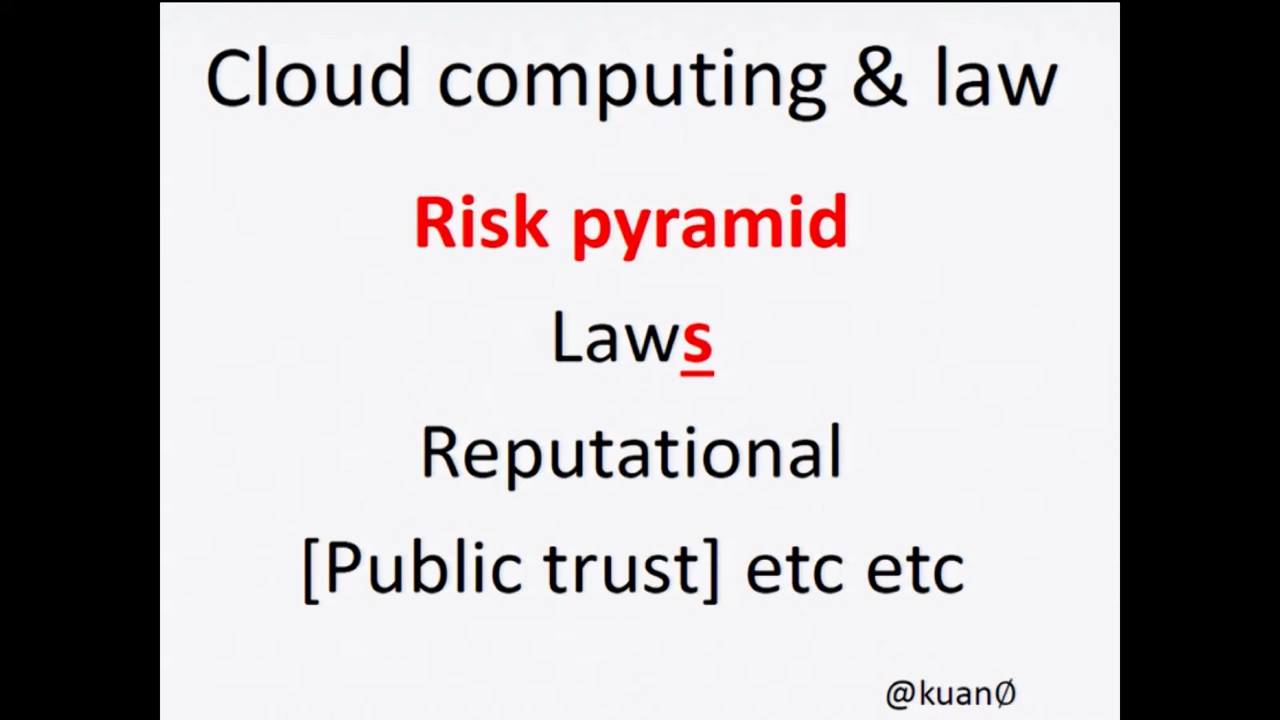 Cloud computing & law
Risk pyramid
Laws
Reputational
[Public trust] etc etc
@kuanØ